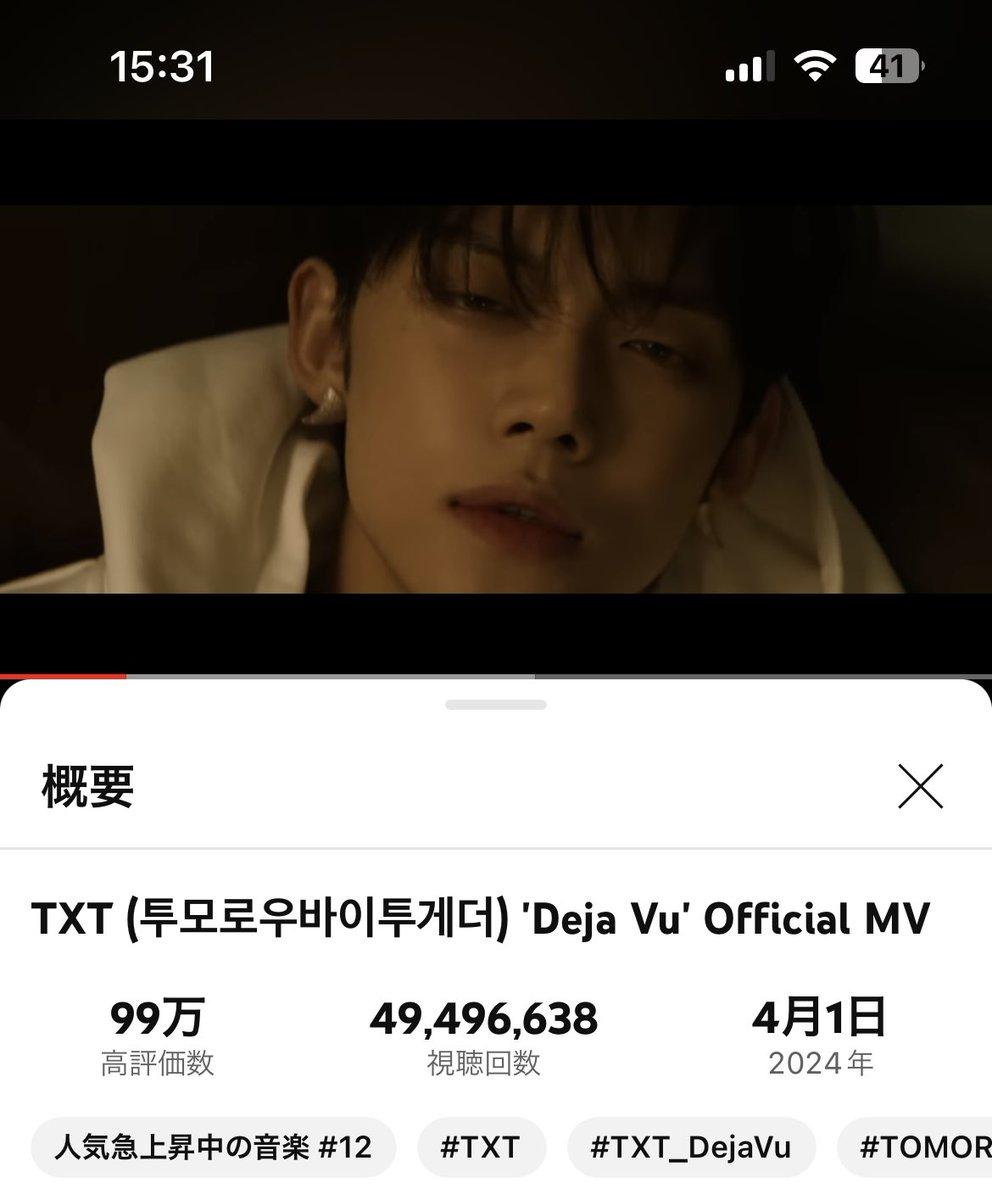 15:31
41
概要
TXT (투모로우바이투게더) 'Deja Vu' Official MV
99万 49,496,638 4月1日
高評価数 視聴回数 2024年
人気急上昇中の音楽 #12 #TXT #TXT_DejaVu #TOMOR